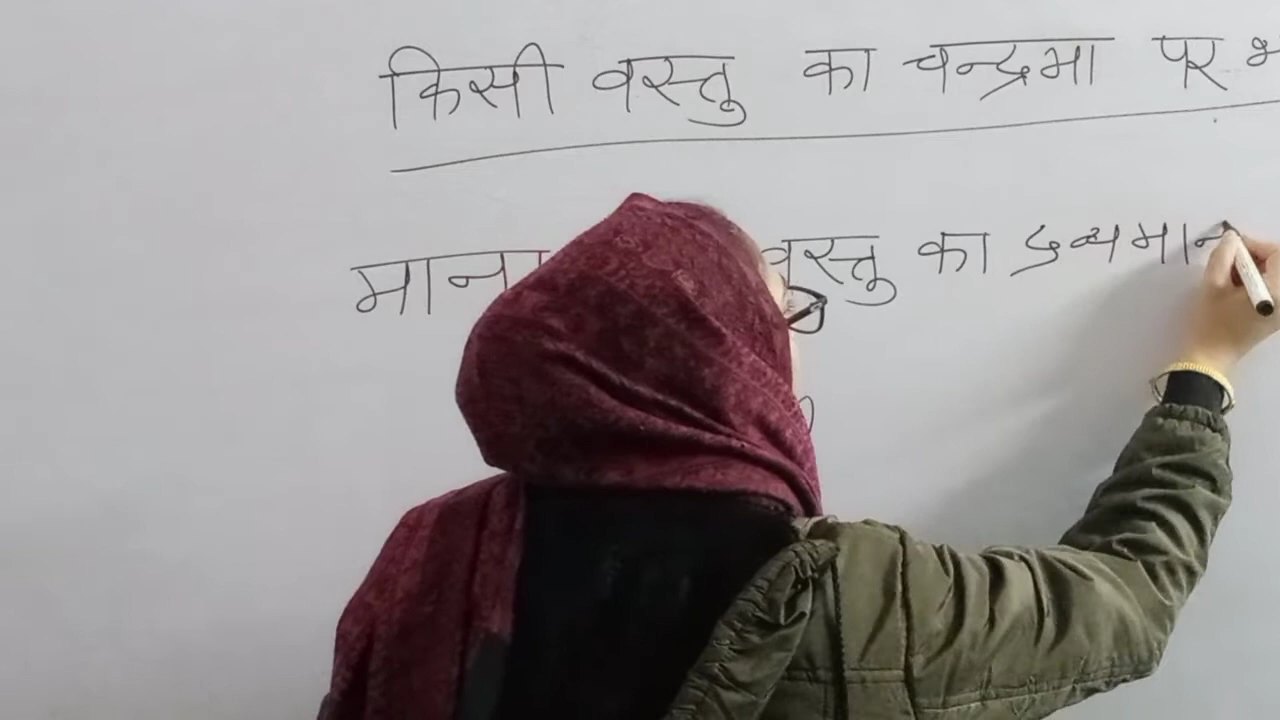 किसी वस्तु का चन्द्रमा पर
वस्तु का द्रव्यमान